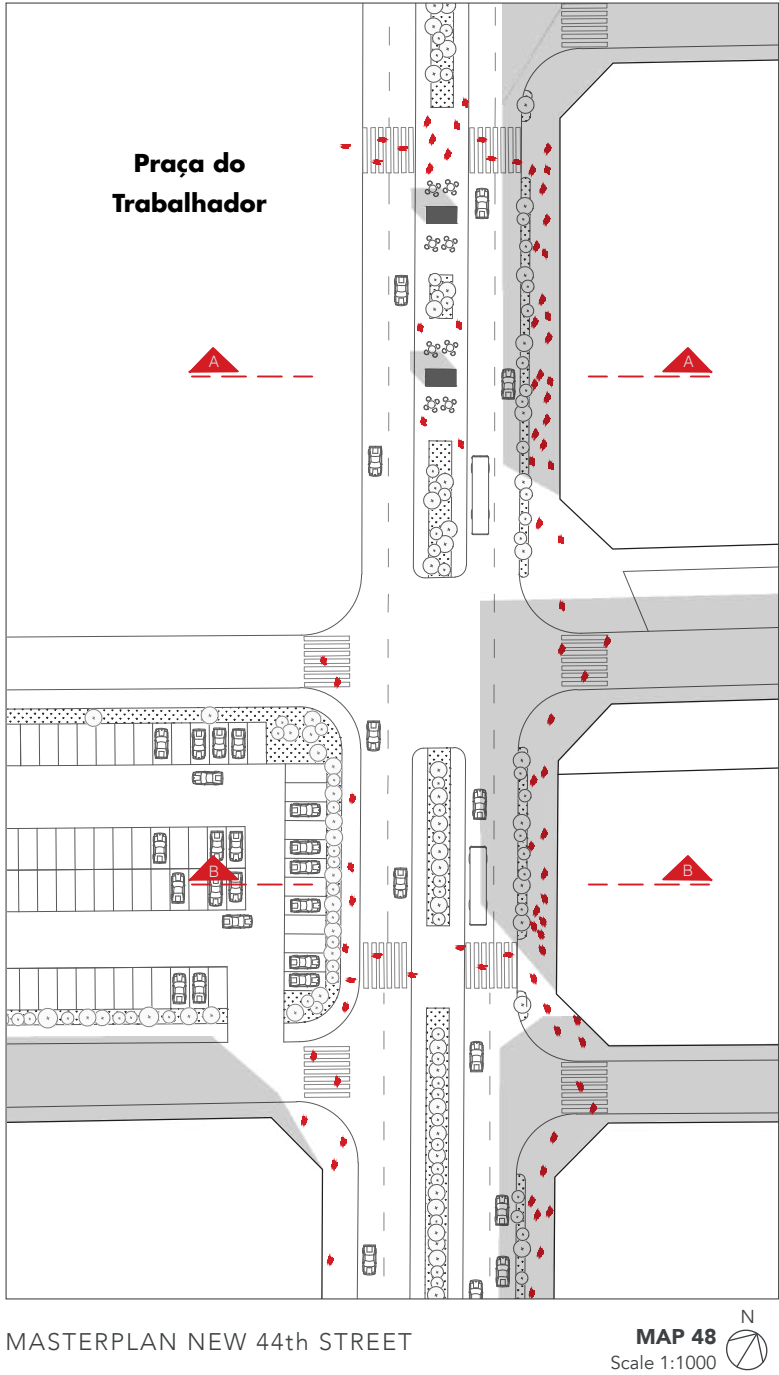 Praça do
Trabalhador
A
A
B
B
MASTERPLAN NEW 44th STREET
N
MAP 48
Scale 1:1000